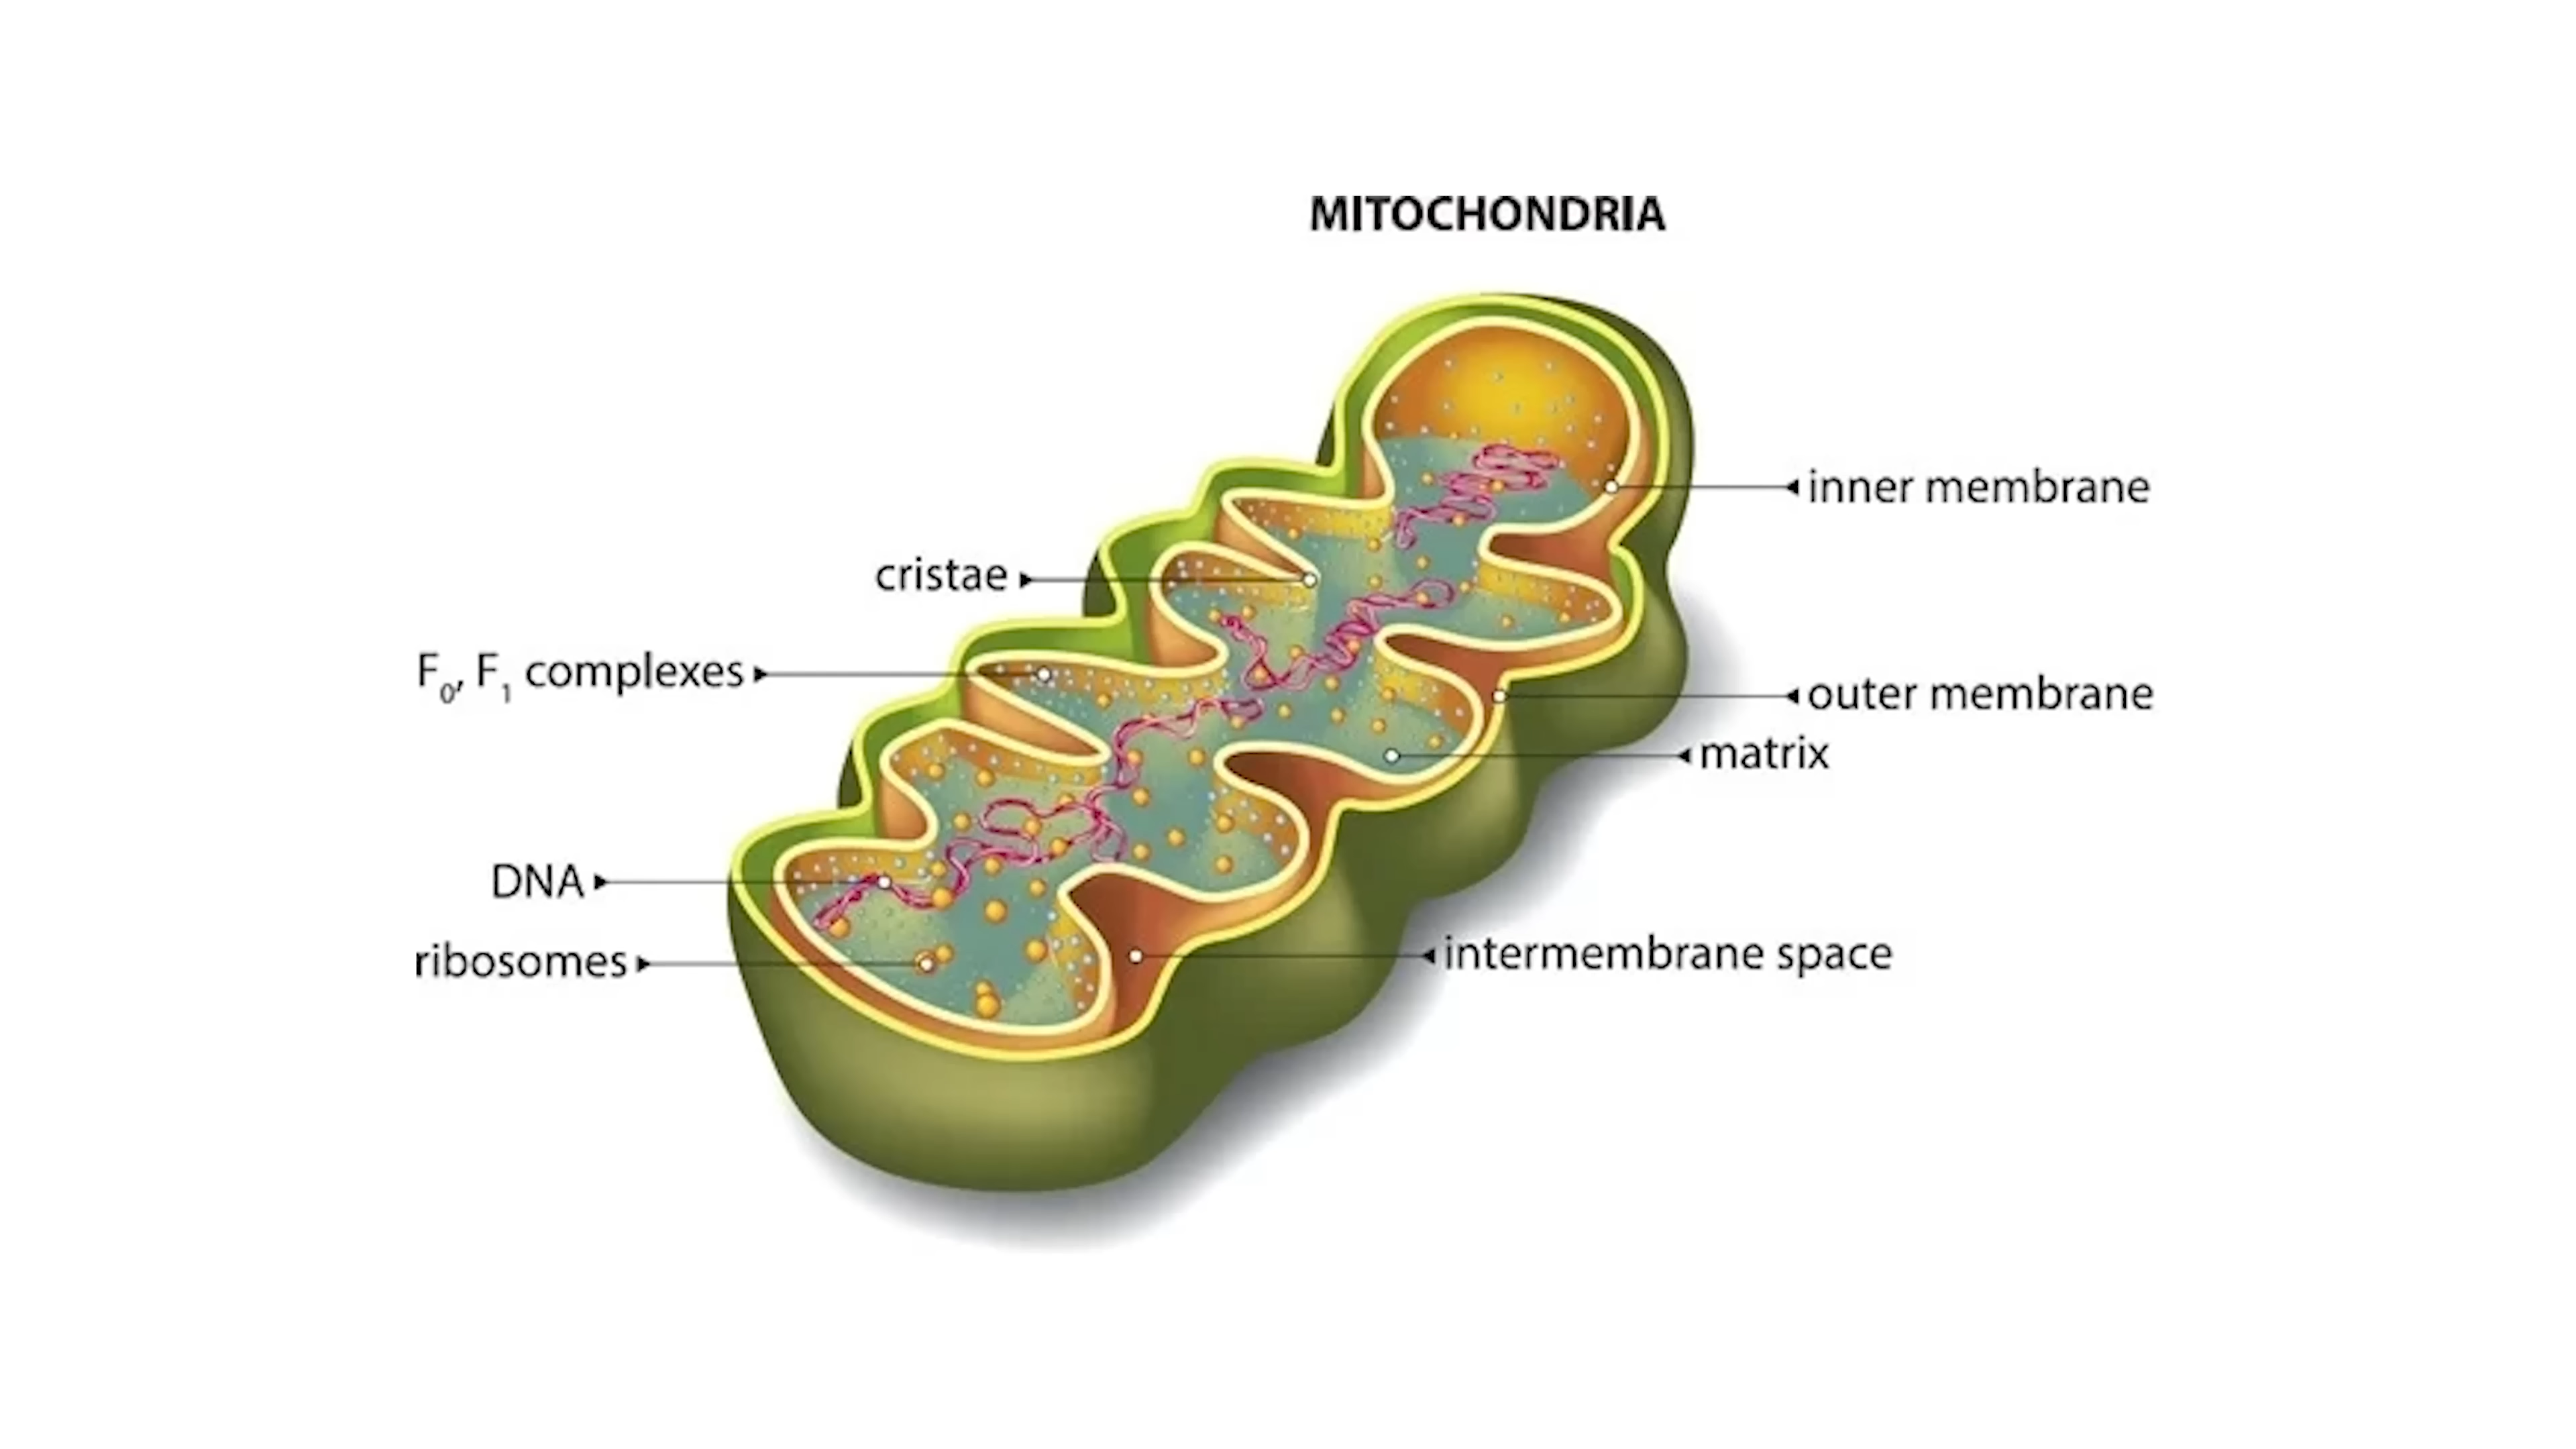 MITOCHONDRIA
inner membrane
cristae
F₀, F₁ complexes
outer membrane
matrix
DNA
ribosomes
intermembrane space